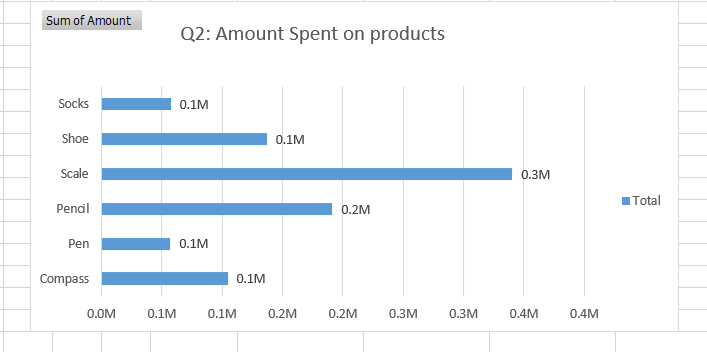 Sum of Amount
Q2: Amount Spent on products
Socks 0.1M
Shoe 0.1M
Scale 0.3M
Pencil 0.2M
Pen 0.1M
Compass 0.1M
Total
0.0M 0.1M 0.1M 0.2M 0.2M 0.3M 0.3M 0.4M 0.4M